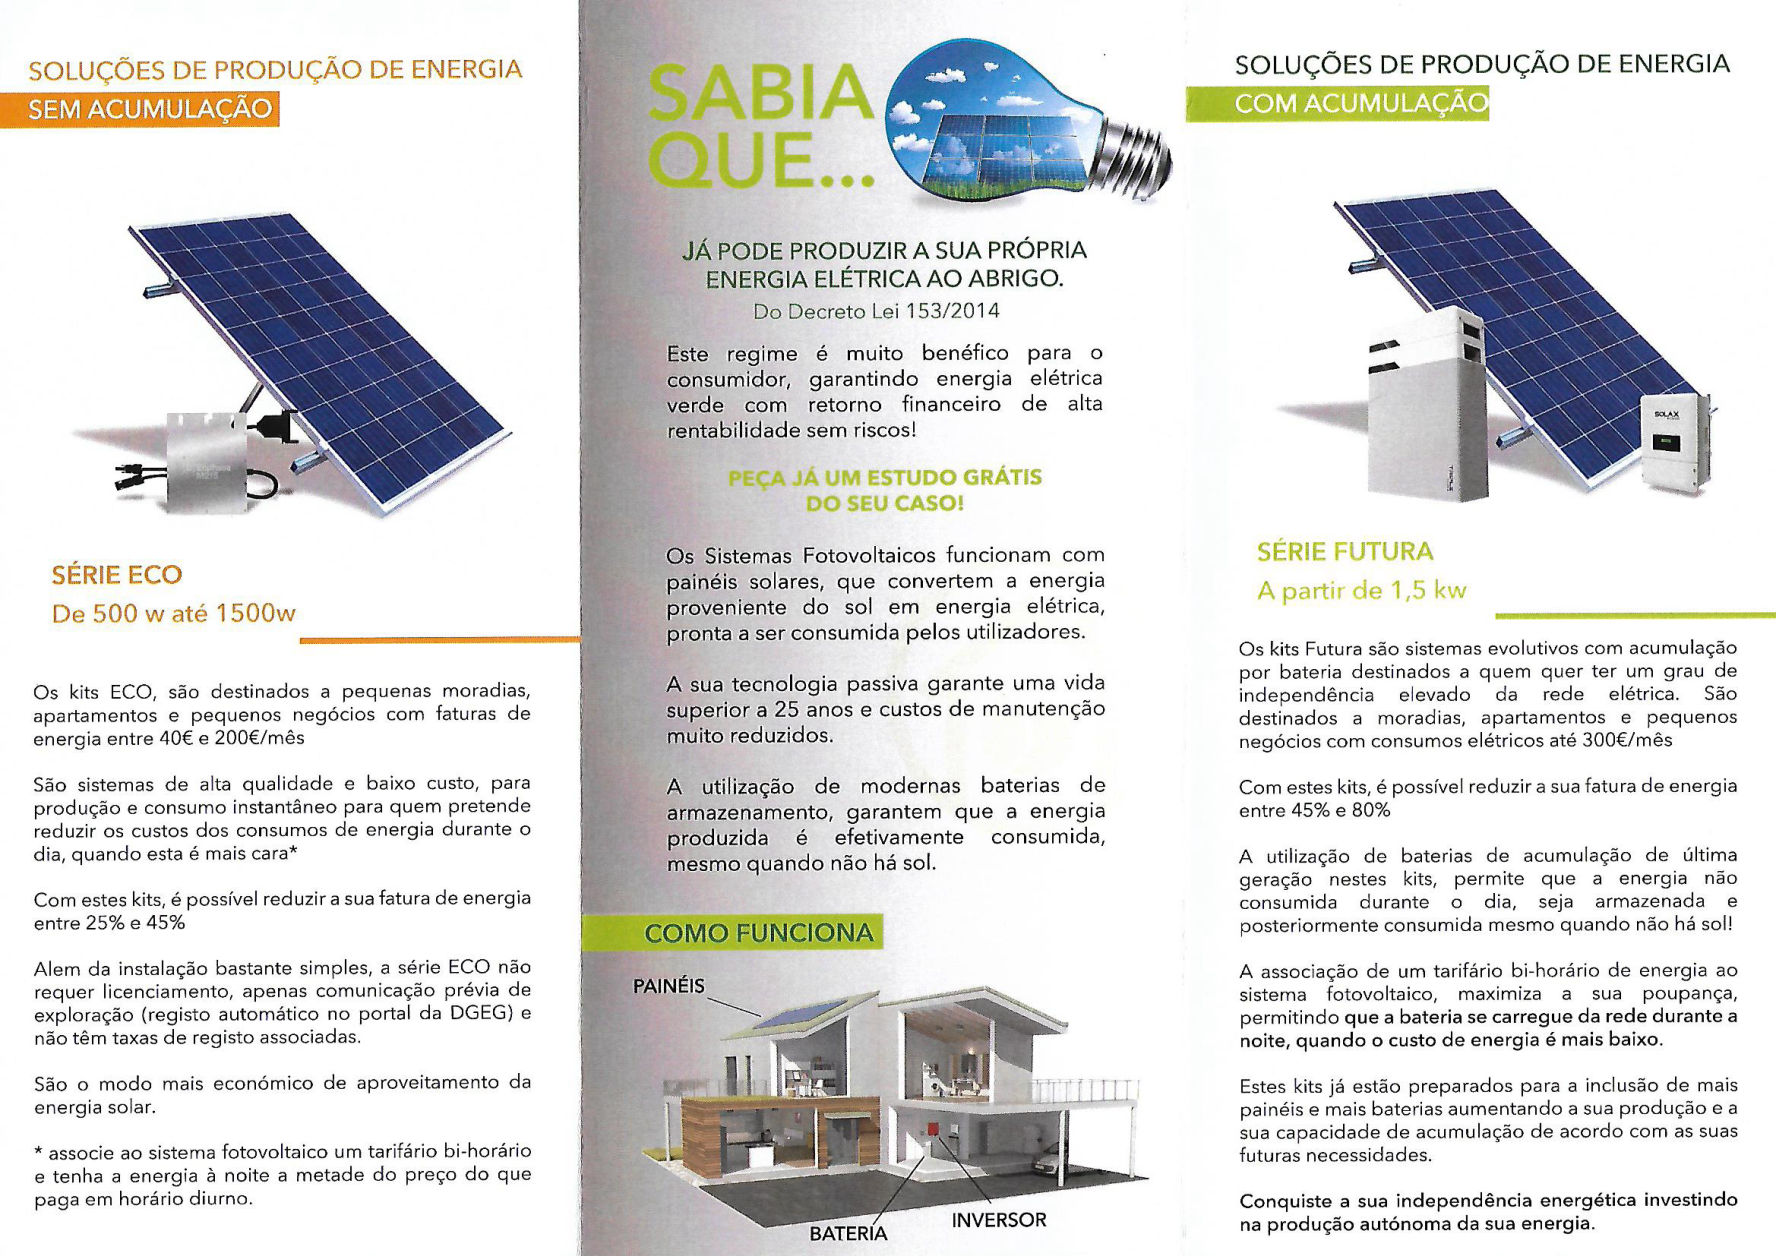 SOLUÇÕES DE PRODUÇÃO DE ENERGIA
SEM ACUMULAÇÃO
SÉRIE ECO
De 500 w até 1500w
Os kits ECO, são destinados a pequenas moradias,
apartamentos e pequenos negócios com faturas de
energia entre 40€ e 200€/mês
São sistemas de alta qualidade e baixo custo, para
produção e consumo instantâneo para quem pretende
reduzir os custos dos consumos de energia durante o
dia, quando esta é mais cara*
Com estes kits, é possível reduzir a sua fatura de energia
entre 25% e 45%
Alem da instalação bastante simples, a série ECO não
requer licenciamento, apenas comunicação prévia de
exploração (registo automático no portal da DGEG) e
não têm taxas de registo associadas.
São o modo mais económico de aproveitamento da
energia solar.
* associe ao sistema fotovoltaico um tarifário bi-horário
e tenha a energia à noite a metade do preço do que
paga em horário diurno.
SABIA
QUE...
JÁ PODE PRODUZIR A SUA PRÓPRIA
ENERGIA ELÉTRICA AO ABRIGO.
Do Decreto Lei 153/2014
Este regime é muito benéfico para o
consumidor, garantindo energia elétrica
verde com retorno financeiro de alta
rentabilidade sem riscos!
PEÇA JÁ UM ESTUDO GRÁTIS
DO SEU CASO!
Os Sistemas Fotovoltaicos funcionam com
painéis solares, que convertem a energia
proveniente do sol em energia elétrica,
pronta a ser consumida pelos utilizadores.
A sua tecnologia passiva garante uma vida
superior a 25 anos e custos de manutenção
muito reduzidos.
A utilização de modernas baterias de
armazenamento, garantem que a energia
produzida é efetivamente consumida,
mesmo quando não há sol.
COMO FUNCIONA
PAINÉIS
BATERIA
INVERSOR
SOLUÇÕES DE PRODUÇÃO DE ENERGIA
COM ACUMULAÇÃO
SOLAX
SÉRIE FUTURA
A partir de 1,5 kw
Os kits Futura são sistemas evolutivos com acumulação
por bateria destinados a quem quer ter um grau de
independência elevado da rede elétrica. São
destinados a moradias, apartamentos e pequenos
negócios com consumos elétricos até 300€/mês
Com estes kits, é possível reduzir a sua fatura de energia
entre 45% e 80%
A utilização de baterias de acumulação de última
geração nestes kits, permite que a energia não
consumida durante o dia, seja armazenada e
posteriormente consumida mesmo quando não há sol!
A associação de um tarifário bi-horário de energia ao
sistema fotovoltaico, maximiza a sua poupança,
permitindo que a bateria se carregue da rede durante a
noite, quando o custo de energia é mais baixo.
Estes kits já estão preparados para a inclusão de mais
painéis e mais baterias aumentando a sua produção e a
sua capacidade de acumulação de acordo com as suas
futuras necessidades.
Conquiste a sua independência energética investindo
na produção autónoma da sua energia.